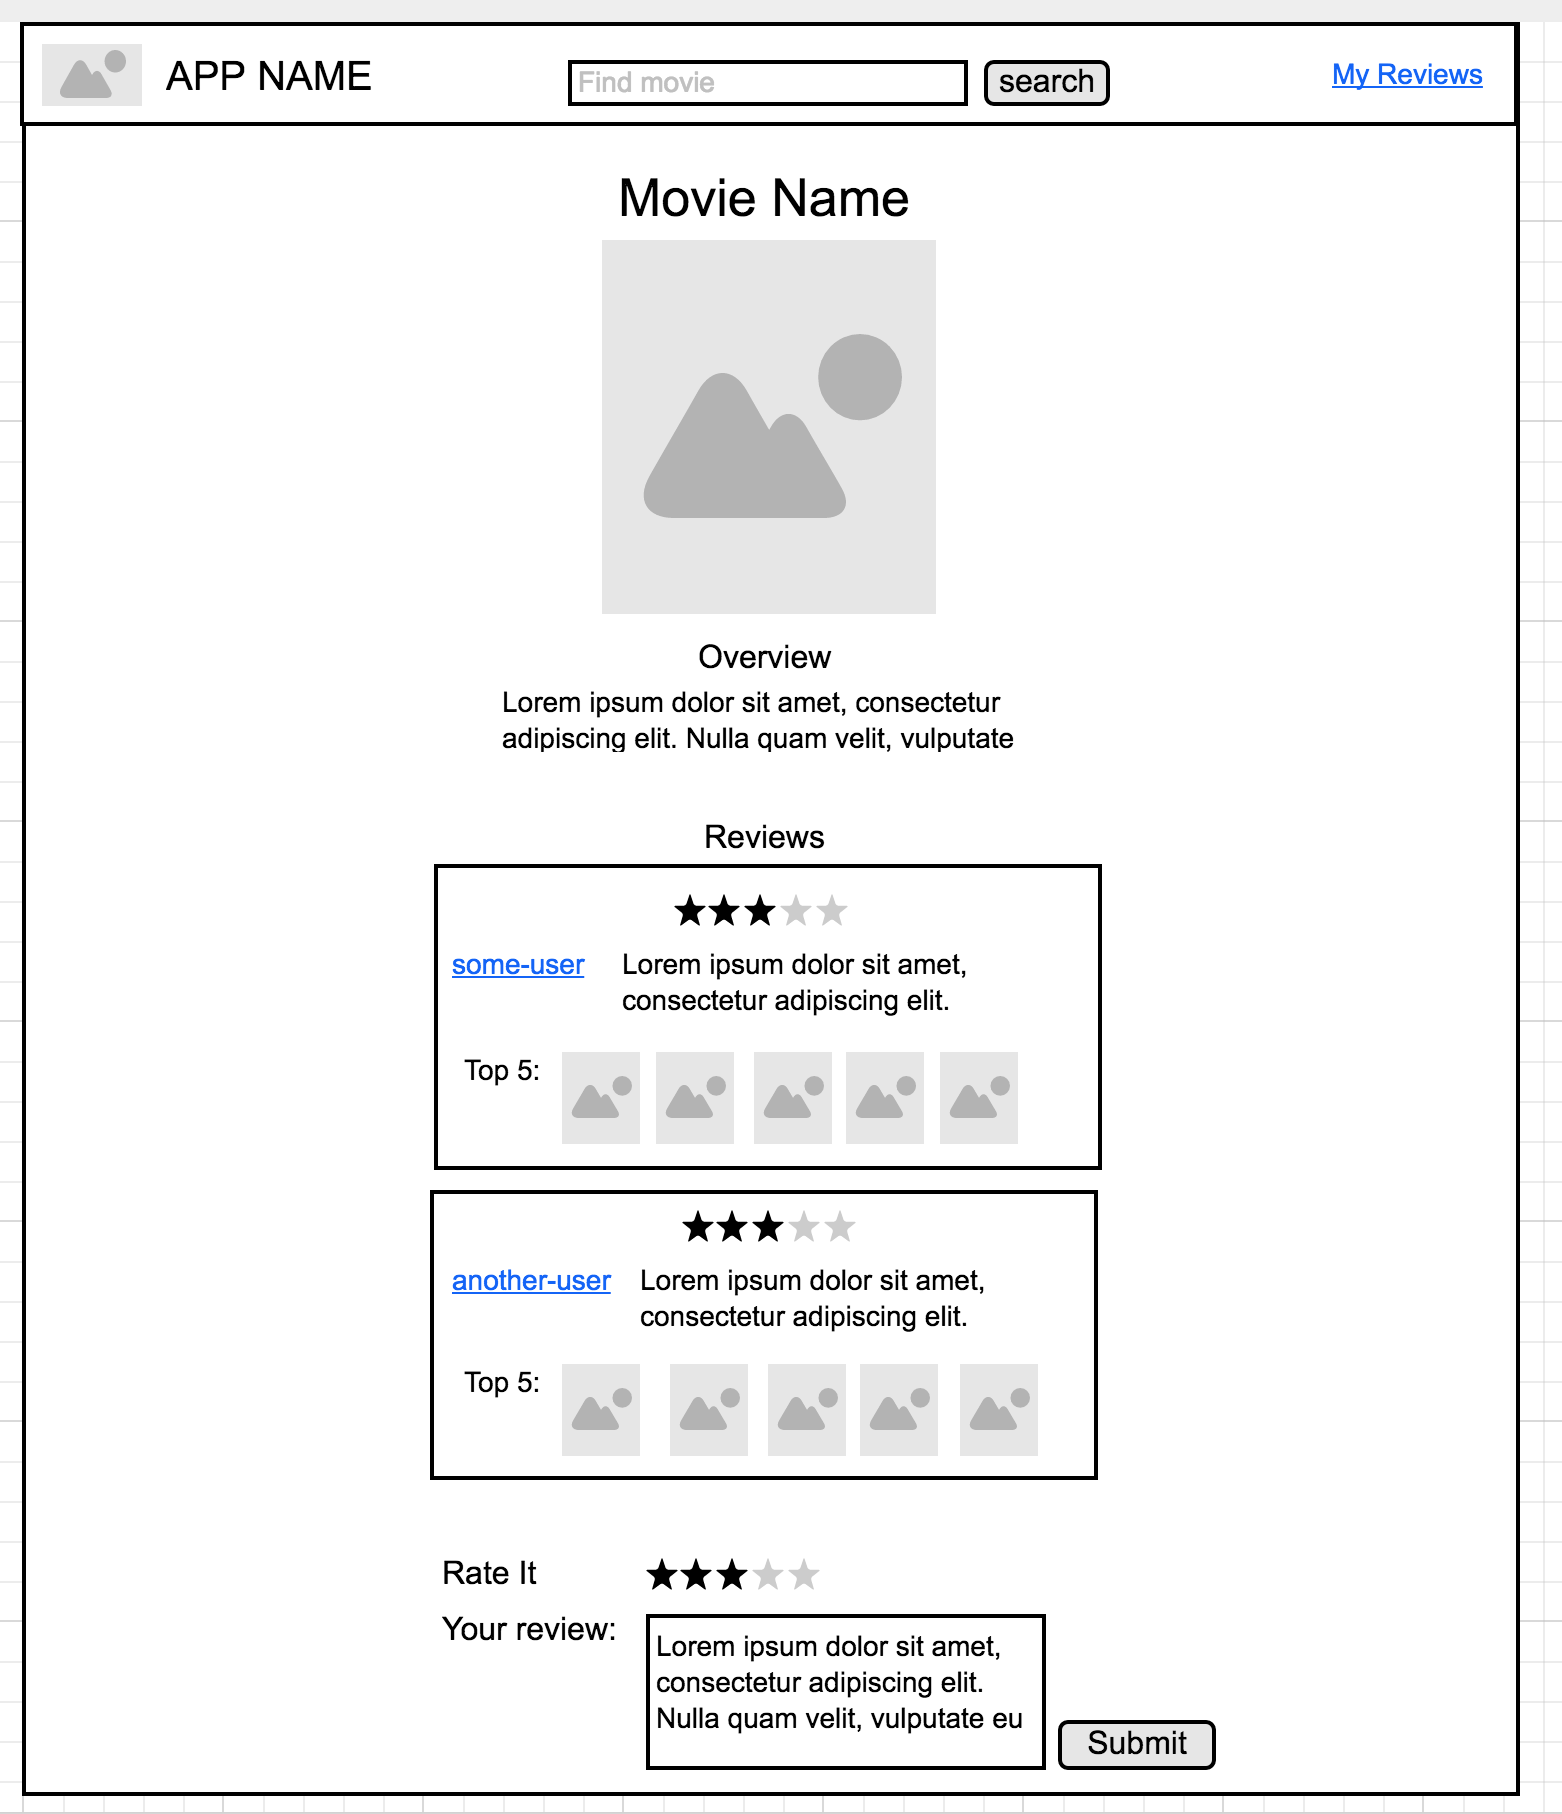 APP NAME
Find movie
search
My Reviews
Movie Name
Overview
Lorem ipsum dolor sit amet, consectetur
adipiscing elit. Nulla quam velit, vulputate
Reviews
some-user
Lorem ipsum dolor sit amet,
consectetur adipiscing elit.
Top 5:
another-user
Lorem ipsum dolor sit amet,
consectetur adipiscing elit.
Top 5:
Rate It
Your review:
Lorem ipsum dolor sit amet,
consectetur adipiscing elit.
Nulla quam velit, vulputate eu
Submit